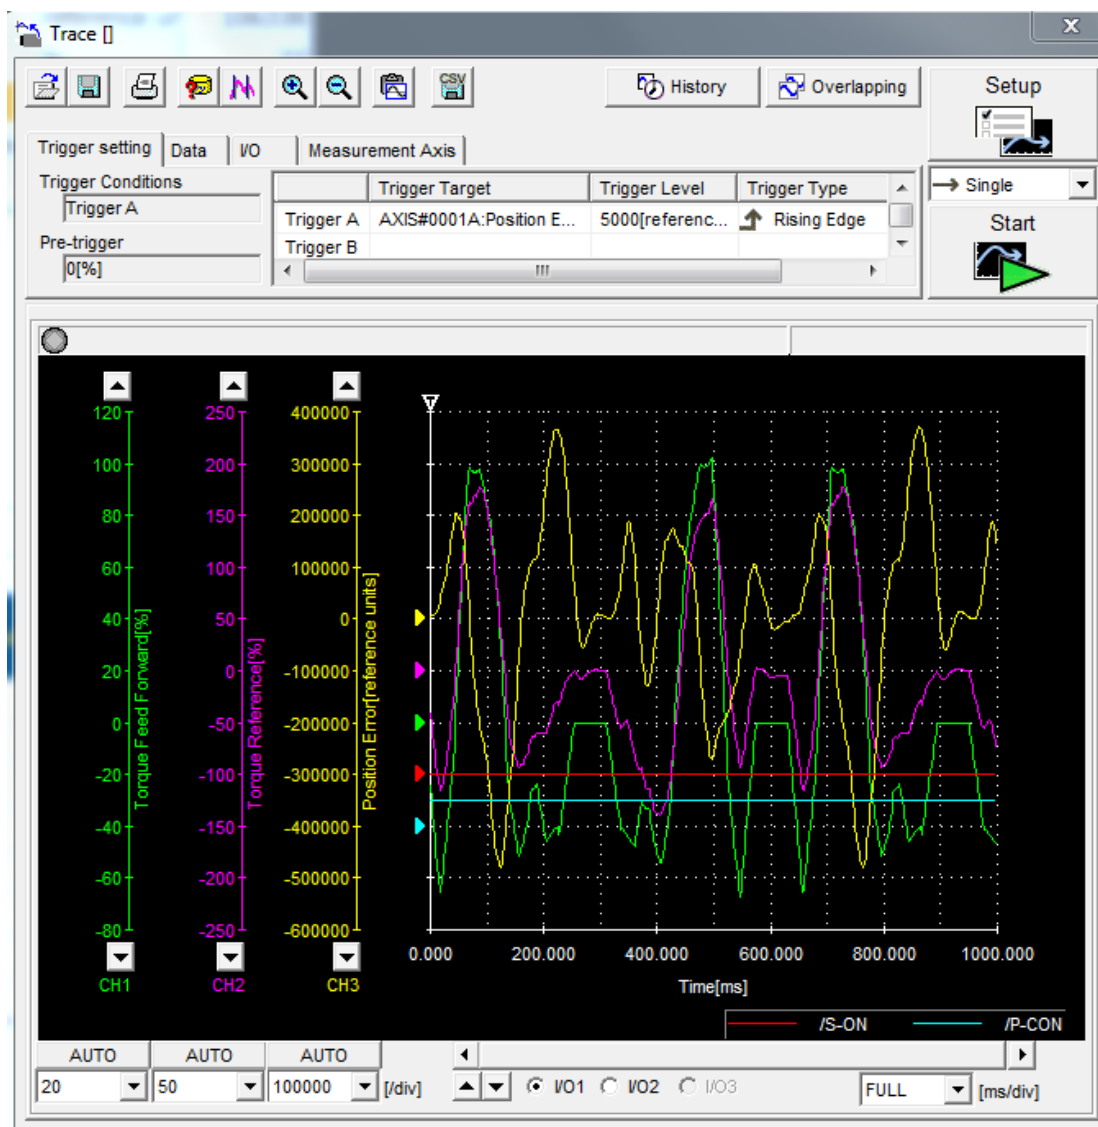 Trace []
CSV
History
Overlapping
Setup
Trigger setting
Data
I/O
Measurement Axis
Single
Trigger Conditions
Trigger A
Trigger Target
Trigger Level
Trigger Type
Trigger A
AXIS#0001A:Position E...
5000[referenc...
Rising Edge
Start
Pre-trigger
Trigger B
0[%]
T
120
250
400000
100
200
300000
80
150
200000
60
100
100000
40
50
0
20
0
-100000
0
-50
-200000
-20
-100
-300000
-40
-150
-400000
-60
-200
-500000
-80
-250
-600000
Torque Feed Forward[%]
Torque Reference[%]
Position Error[reference units]
0.000
200.000
400.000
600.000
800.000
1000.000
CH1
CH2
CH3
Time[ms]
/S-ON
/P-CON
AUTO
AUTO
AUTO
20
50
100000
[/div]
I/O1
I/O2
I/O3
FULL
[ms/div]